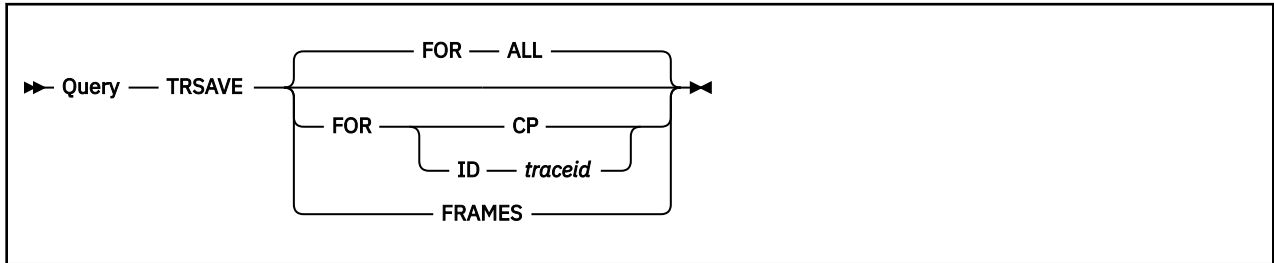 FOR ALL
Query TRSAVE
FOR CP
ID traceid
FRAMES